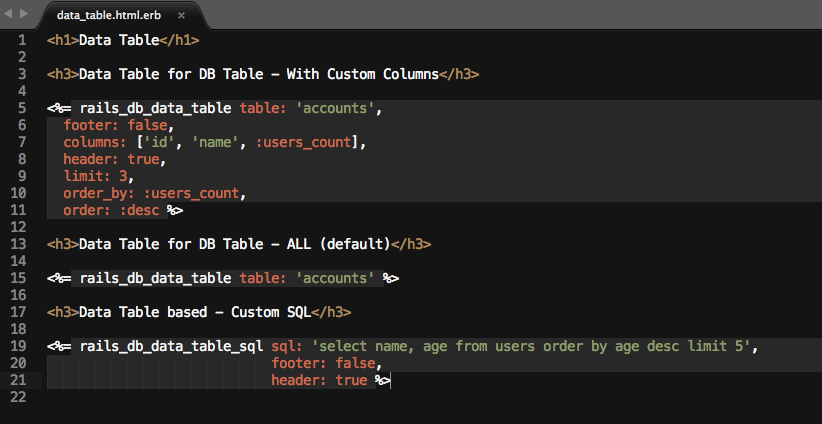 data_table.html.erb ×
1 <h1>Data Table</h1>
2
3 <h3>Data Table for DB Table – With Custom Columns</h3>
4
5 <%= rails_db_data_table table: 'accounts',
6   footer: false,
7   columns: ['id', 'name', :users_count],
8   header: true,
9   limit: 3,
10   order_by: :users_count,
11   order: :desc %>
12
13 <h3>Data Table for DB Table – ALL (default)</h3>
14
15 <%= rails_db_data_table table: 'accounts' %>
16
17 <h3>Data Table based – Custom SQL</h3>
18
19 <%= rails_db_data_table_sql sql: 'select name, age from users order by age desc limit 5',
20                             footer: false,
21                             header: true %>
22